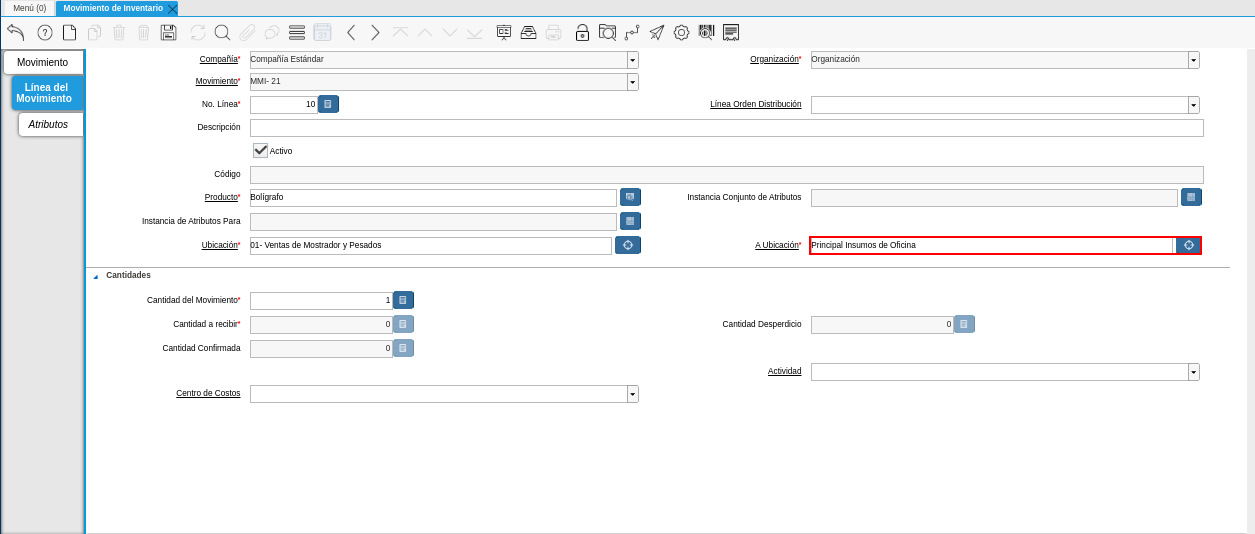 Menú (0) Movimiento de Inventario
Movimiento
Línea del
Movimiento
Atributos
Compañía* Compañía Estándar Organización* Organización
Movimiento* MMI- 21
No. Línea* 10 Línea Orden Distribución
Descripción
Activo
Código
Producto* Bolígrafo Instancia Conjunto de Atributos
Instancia de Atributos Para
Ubicación* 01- Ventas de Mostrador y Pesados A Ubicación* Principal Insumos de Oficina
Cantidades
Cantidad del Movimiento* 1
Cantidad a recibir* 0 Cantidad Desperdicio 0
Cantidad Confirmada 0
Actividad
Centro de Costos